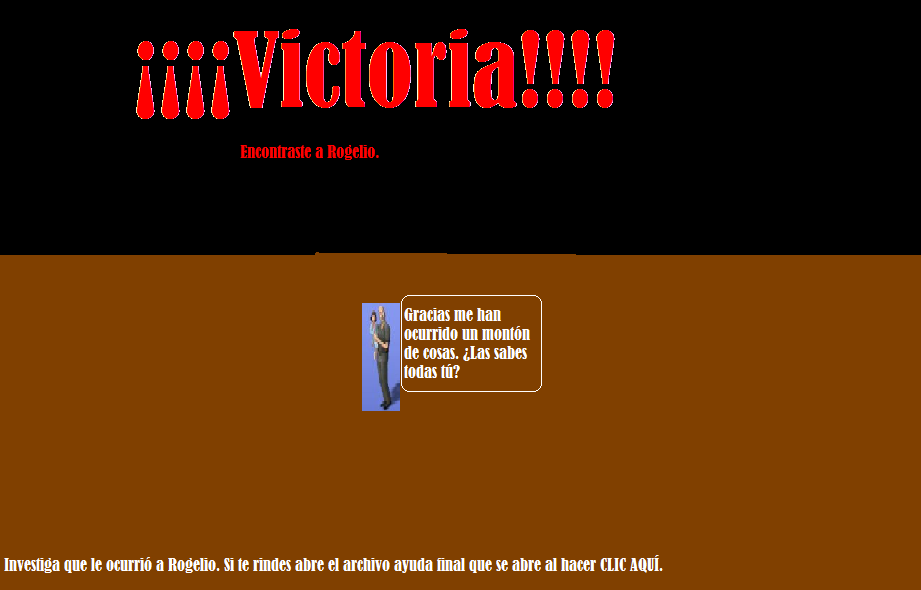 ¡¡¡¡Victoria!!!!
Encontraste a Rogelio.
Gracias me han
ocurrido un montón
de cosas. ¿Las sabes
todas tú?
Investiga que le ocurrió a Rogelio. Si te rindes abre el archivo ayuda final que se abre al hacer CLIC AQUÍ.